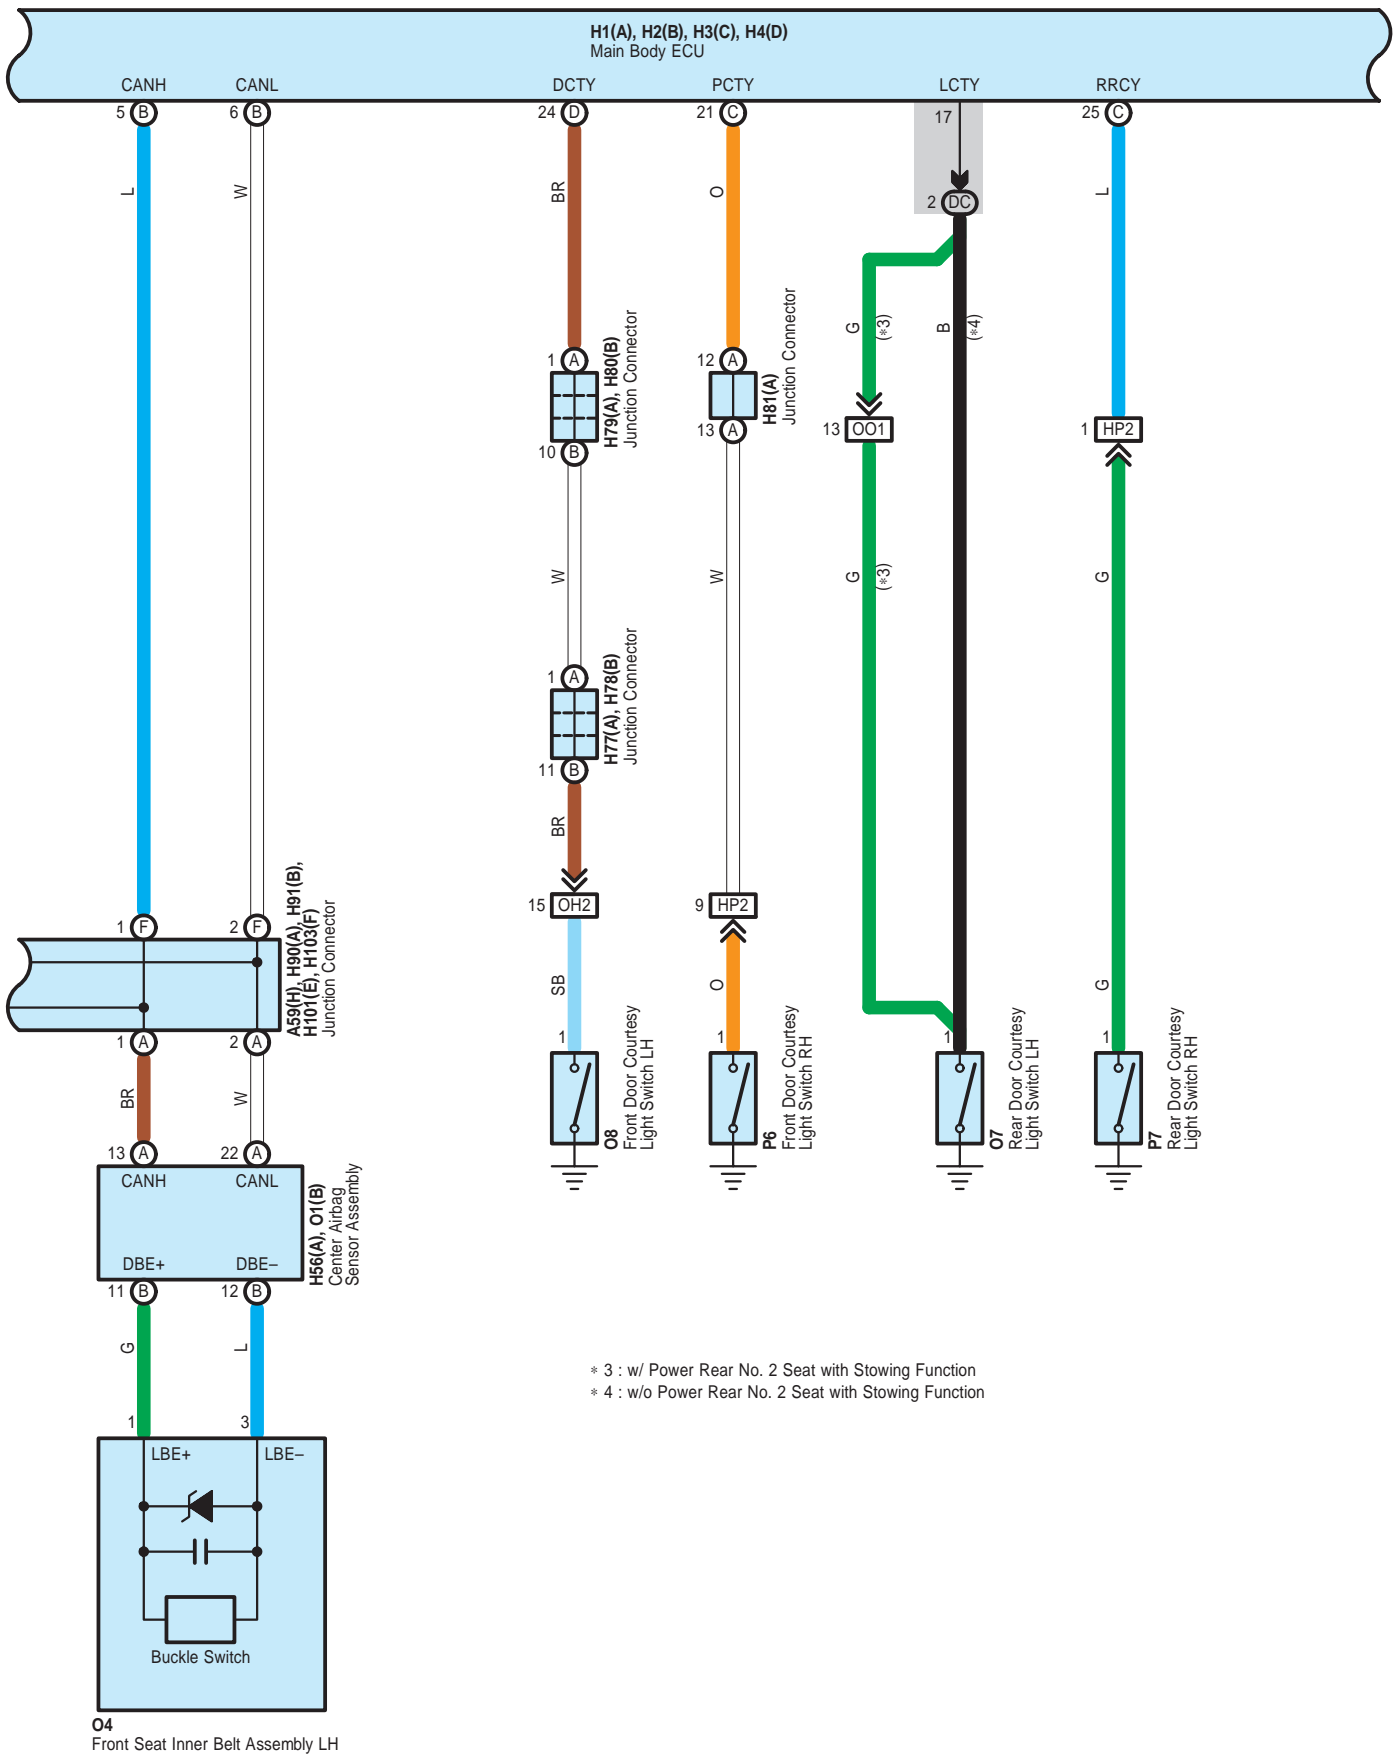 H1(A), H2(B), H3(C), H4(D)
Main Body ECU
CANH CANL DCTY PCTY LCTY RRCY
5 B 6 B 24 D 21 C 17 25 C
L W BR O L
2 DC
G (*3) B (*4)
1 A 12 A
H79(A), H80(B)
Junction Connector
H81(A)
Junction Connector
10 B 13 A 13 OO1 1 HP2
W W G (*3) G
1 A
H77(A), H78(B)
Junction Connector
11 B
BR
15 OH2 9 HP2
1 F 2 F
A59(H), H90(A), H91(B),
H101(E), H103(F)
Junction Connector
SB O G
1 A 2 A
1 1 1 1
O8
Front Door Courtesy
Light Switch LH
P6
Front Door Courtesy
Light Switch RH
O7
Rear Door Courtesy
Light Switch LH
P7
Rear Door Courtesy
Light Switch RH
BR W
13 A 22 A
CANH CANL
H56(A), O1(B)
Center Airbag
Sensor Assembly
DBE+ DBE–
11 B 12 B
G L
* 3 : w/ Power Rear No. 2 Seat with Stowing Function
* 4 : w/o Power Rear No. 2 Seat with Stowing Function
1 3
LBE+ LBE–
Buckle Switch
O4
Front Seat Inner Belt Assembly LH